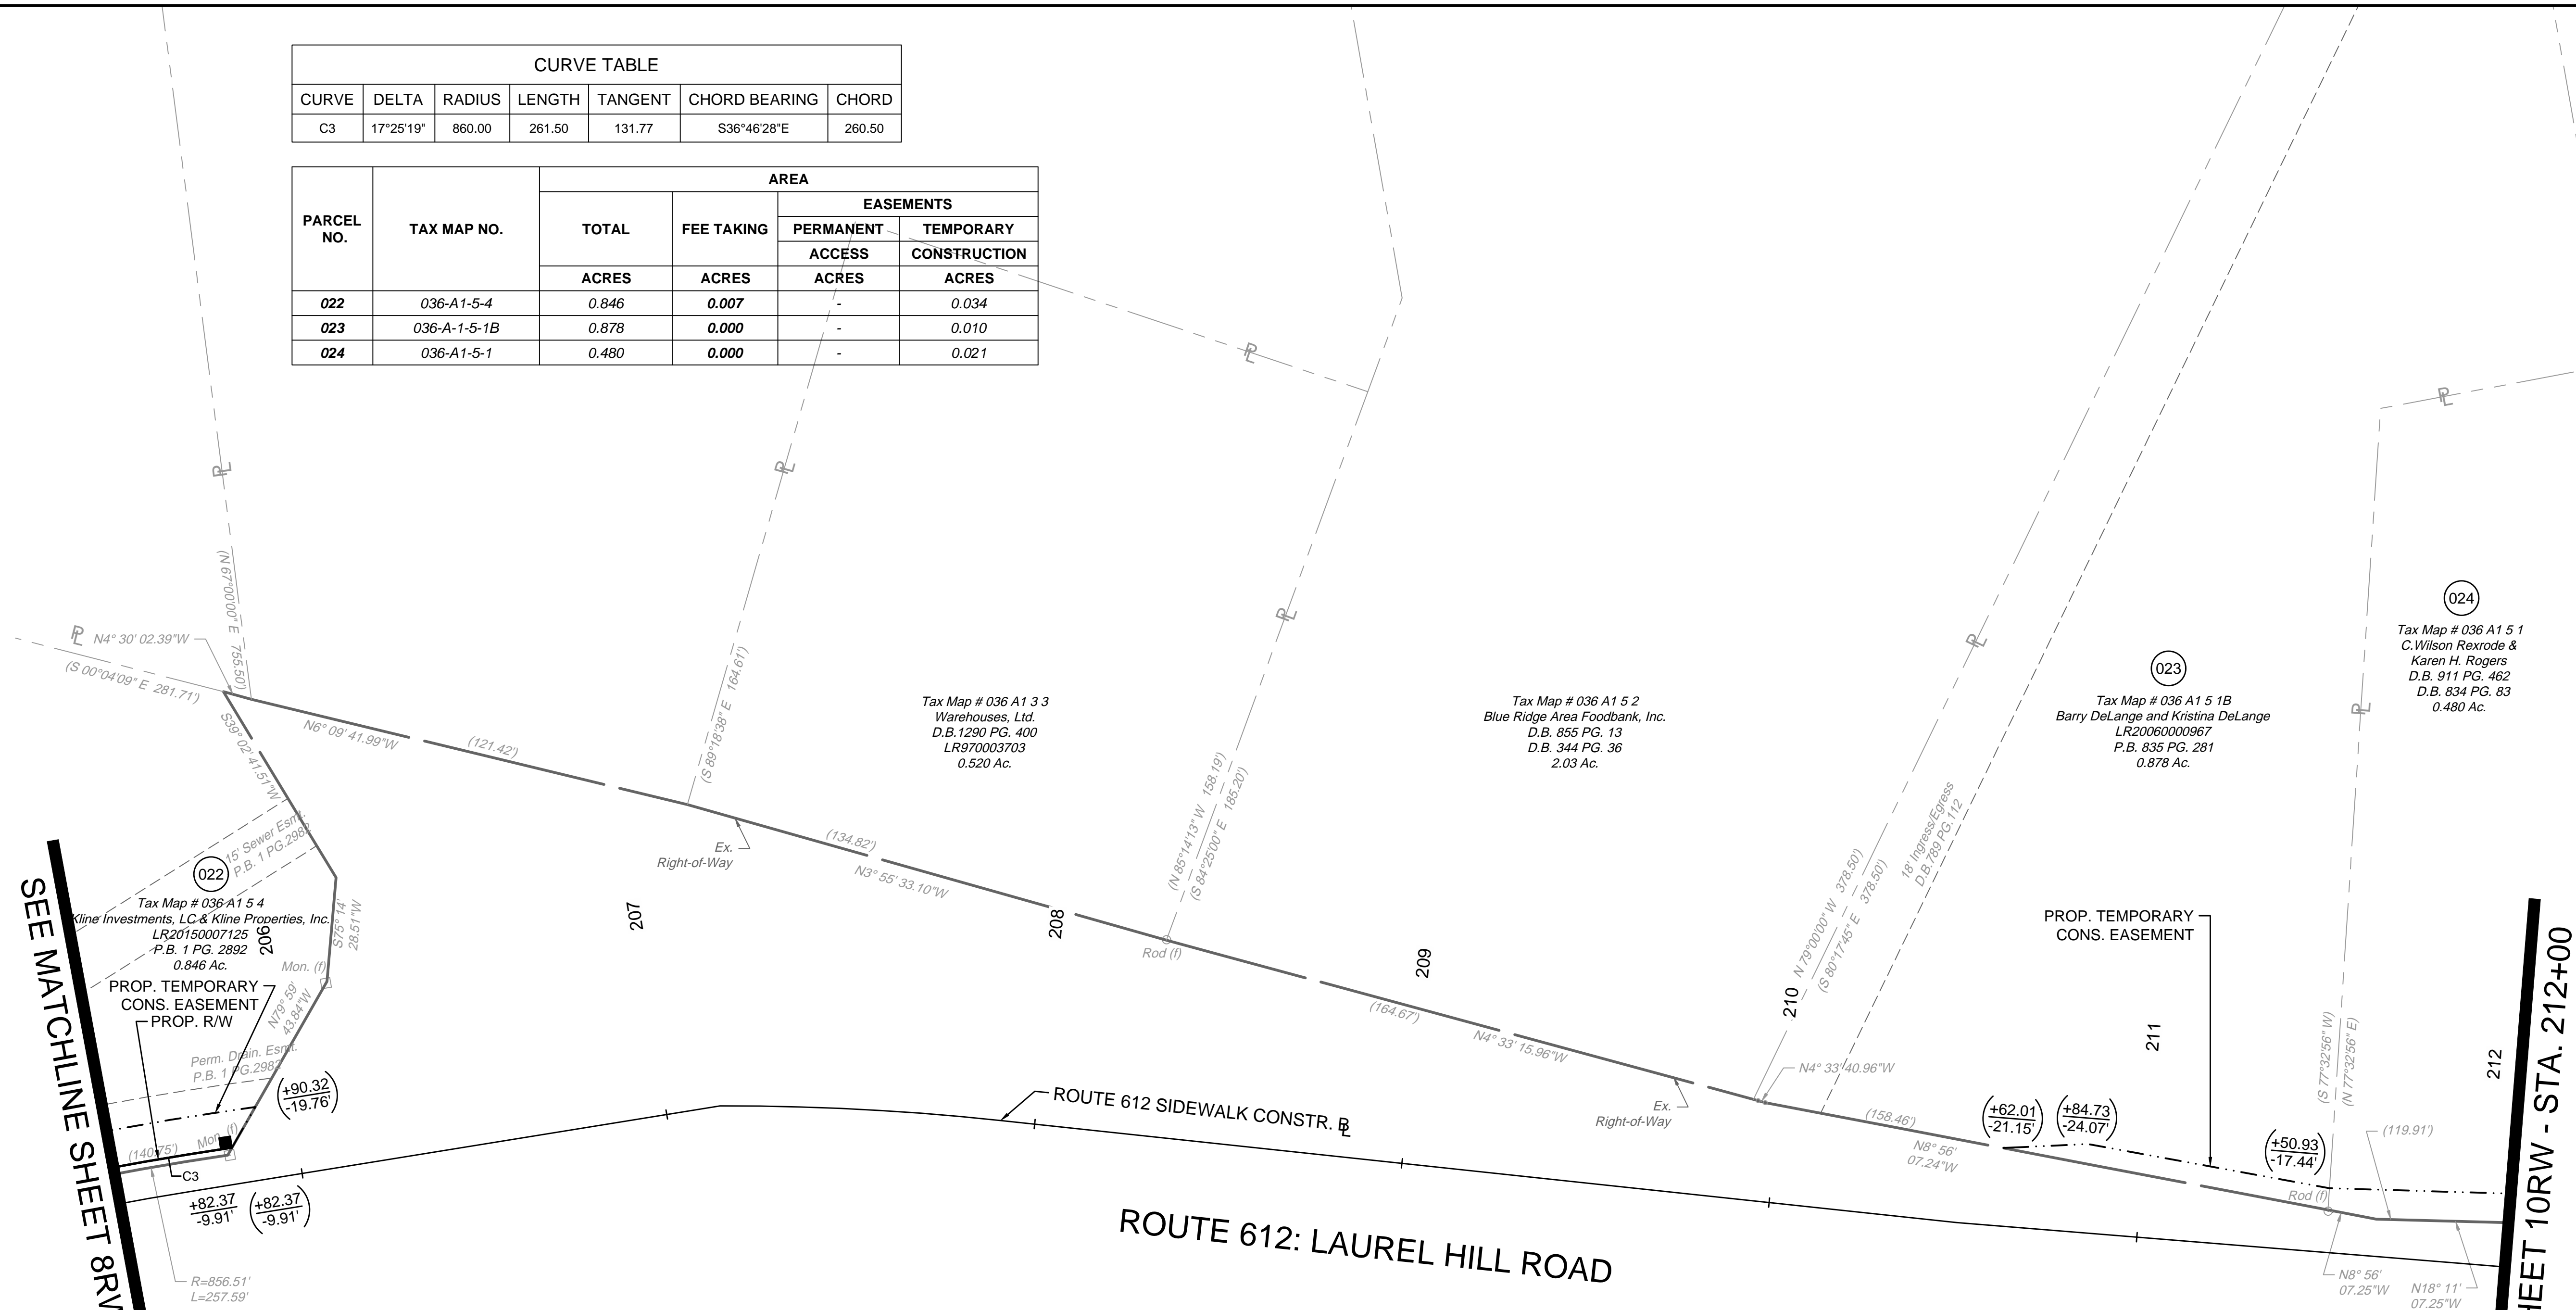 CURVE TABLE
CURVE DELTA RADIUS LENGTH TANGENT CHORD BEARING CHORD
C3 17°25'19" 860.00 261.50 131.77 S36°46'28"E 260.50
PARCEL NO. TAX MAP NO. AREA
TOTAL FEE TAKING EASEMENTS
PERMANENT TEMPORARY
ACCESS CONSTRUCTION
ACRES ACRES ACRES ACRES
022 036-A1-5-4 0.846 0.007 - 0.034
023 036-A-1-5-1B 0.878 0.000 - 0.010
024 036-A1-5-1 0.480 0.000 - 0.021
PL
PL
PL
PL
PL
PL
PL
PL
N4° 30' 02.39"W
(S 00°04'09" E 281.71')
(N 67°00'00" E 755.50')
S39° 02' 41.51"W
N6° 09' 41.99"W
(121.42')
(S 89°18'38" E 164.61')
Tax Map # 036 A1 3 3
Warehouses, Ltd.
D.B.1290 PG. 400
LR970003703
0.520 Ac.
Ex.
Right-of-Way
(134.82')
N3° 55' 33.10"W
(N 85°14'13" W 158.19')
(S 84°25'00" E 185.20')
Rod (f)
Tax Map # 036 A1 5 2
Blue Ridge Area Foodbank, Inc.
D.B. 855 PG. 13
D.B. 344 PG. 36
2.03 Ac.
(164.67')
N4° 33' 15.96"W
Ex.
Right-of-Way
N 79°00'00" W 378.50')
(S 80°17'45" E 378.50')
18' Ingress/Egress
D.B.789 PG.112
N4° 33' 40.96"W
023
Tax Map # 036 A1 5 1B
Barry DeLange and Kristina DeLange
LR20060000967
P.B. 835 PG. 281
0.878 Ac.
024
Tax Map # 036 A1 5 1
C.Wilson Rexrode &
Karen H. Rogers
D.B. 911 PG. 462
D.B. 834 PG. 83
0.480 Ac.
PROP. TEMPORARY
CONS. EASEMENT
(S 77°32'56" W)
(N 77°32'56" E)
(158.46')
N8° 56'
07.24"W
(+62.01
-21.15')
(+84.73
-24.07')
(+50.93
-17.44')
Rod (f)
(119.91')
N8° 56'
07.25"W
N18° 11'
07.25"W
15' Sewer Esmt.
P.B. 1 PG.2982
022
Tax Map # 036 A1 5 4
Kline Investments, LC & Kline Properties, Inc.
LR20150007125
P.B. 1 PG. 2892
0.846 Ac.
S75° 14'
28.51"W
Mon. (f)
PROP. TEMPORARY
CONS. EASEMENT
PROP. R/W
N79° 59'
43.84"W
Perm. Drain. Esmt.
P.B. 1 PG.2982
(+90.32
-19.76')
(140.75')
Mon. (f)
C3
+82.37
-9.91'
(+82.37
-9.91')
R=856.51'
L=257.59'
206
207
208
209
210
211
212
ROUTE 612 SIDEWALK CONSTR. BL
ROUTE 612: LAUREL HILL ROAD
SEE MATCHLINE SHEET 8RW
HEET 10RW - STA. 212+00